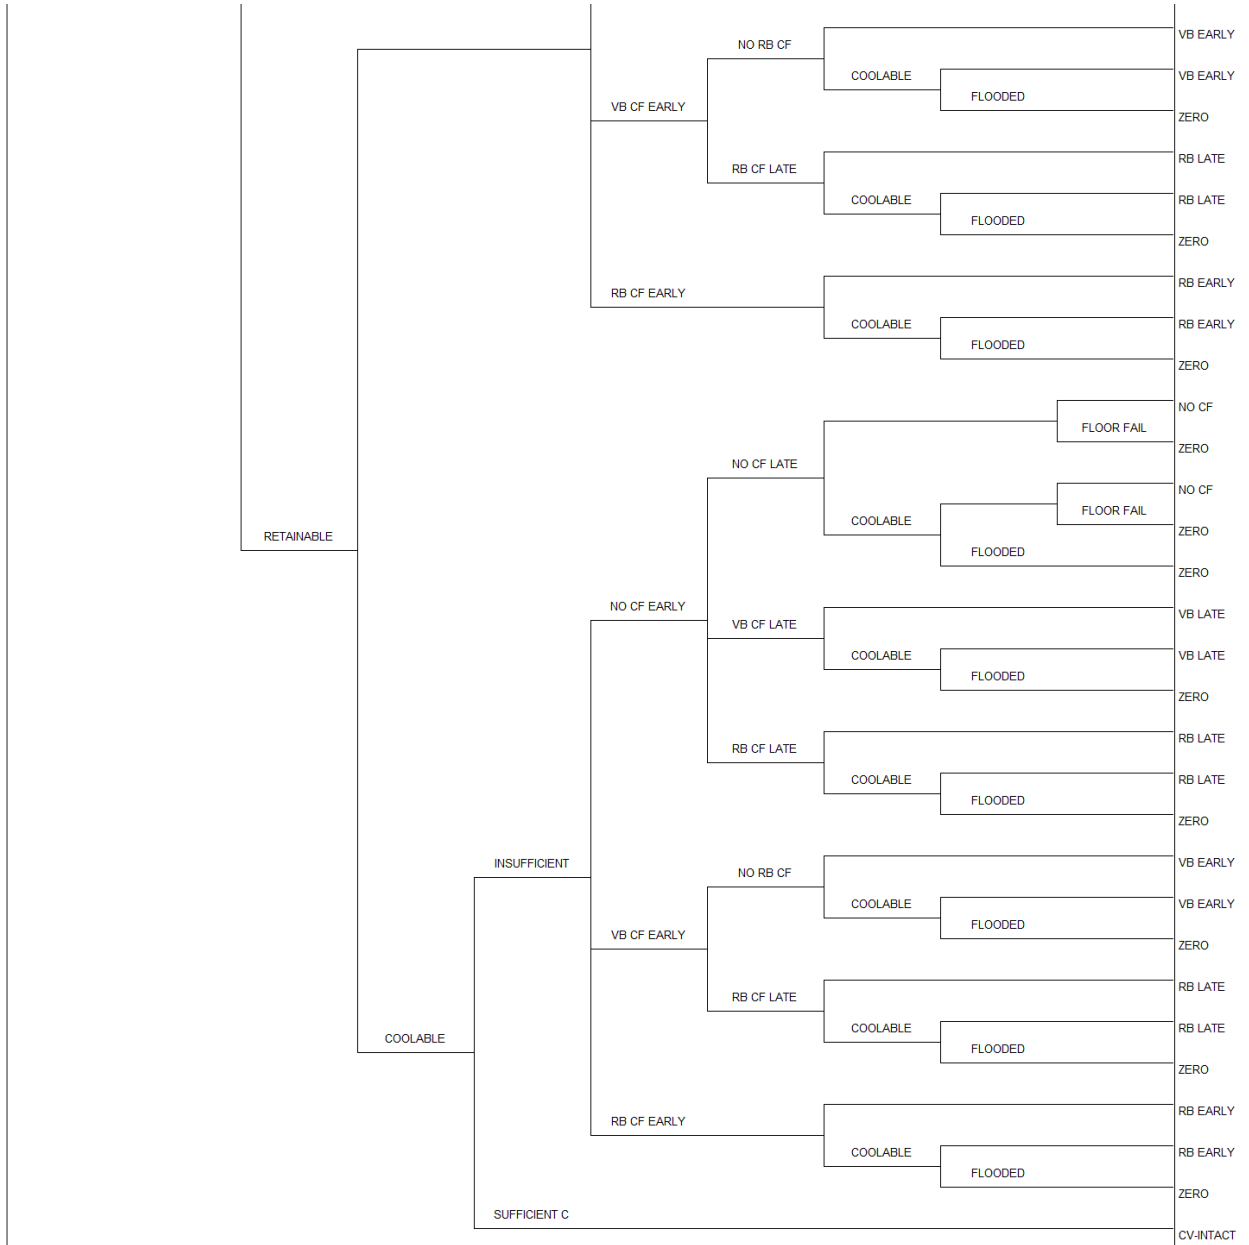 NO RB CF
VB EARLY
COOLABLE
VB EARLY
FLOODED
VB CF EARLY
ZERO
RB LATE
RB CF LATE
COOLABLE
RB LATE
FLOODED
ZERO
RB EARLY
RB CF EARLY
COOLABLE
RB EARLY
FLOODED
ZERO
NO CF
FLOOR FAIL
ZERO
NO CF LATE
NO CF
FLOOR FAIL
COOLABLE
ZERO
RETAINABLE
FLOODED
ZERO
NO CF EARLY
VB LATE
VB CF LATE
COOLABLE
VB LATE
FLOODED
ZERO
RB LATE
RB CF LATE
COOLABLE
RB LATE
FLOODED
ZERO
INSUFFICIENT
VB EARLY
NO RB CF
COOLABLE
VB EARLY
FLOODED
VB CF EARLY
ZERO
RB LATE
RB CF LATE
COOLABLE
RB LATE
COOLABLE
FLOODED
ZERO
RB EARLY
RB CF EARLY
COOLABLE
RB EARLY
FLOODED
ZERO
SUFFICIENT C
CV-INTACT